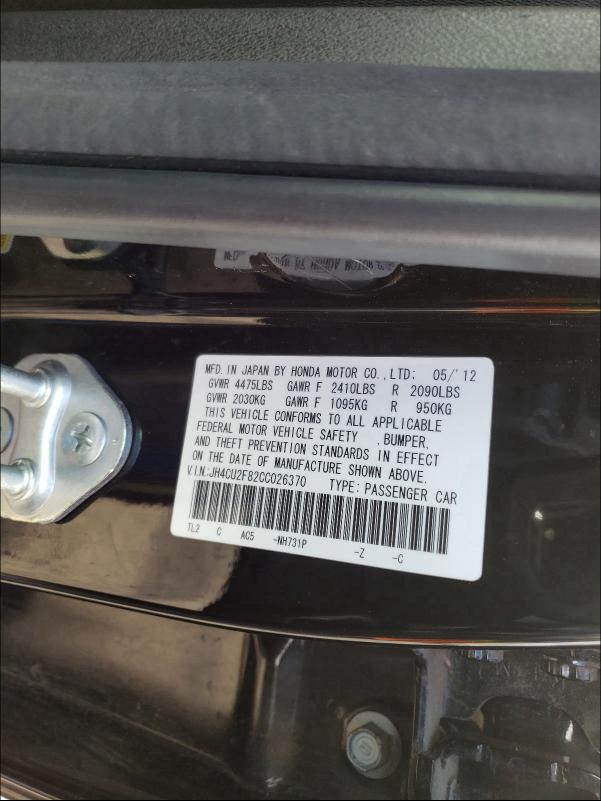 MFD. IN JAPAN BY HONDA MOTOR CO., LTD: 05/'12
GVWR 4475LBS GAWR F 2410LBS R 2090LBS
GVWR 2030KG GAWR F 1095KG R 950KG
THIS VEHICLE CONFORMS TO ALL APPLICABLE
FEDERAL MOTOR VEHICLE SAFETY ,BUMPER,
AND THEFT PREVENTION STANDARDS IN EFFECT
ON THE DATE OF MANUFACTURE SHOWN ABOVE.
V.I.N:JH4CU2F82CC026370 TYPE: PASSENGER CAR
TL2 C AC5 -NH731P -Z -C